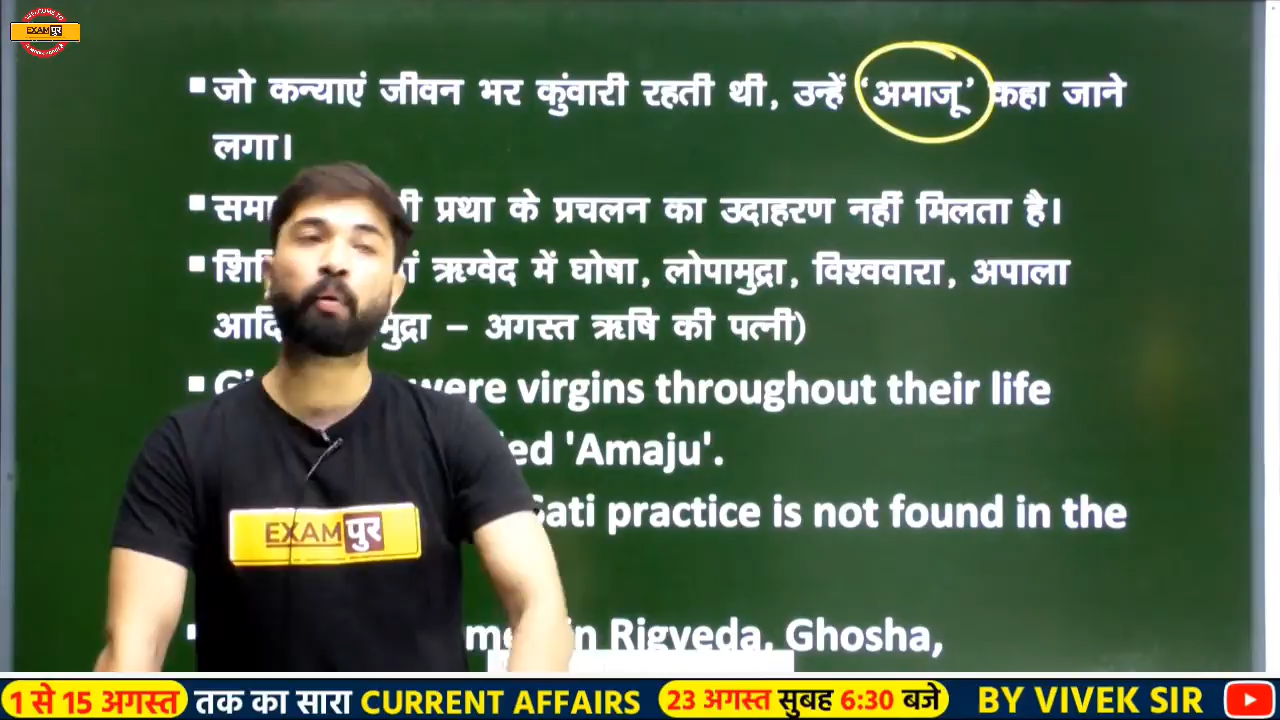 WELCOME TO
EXAMपुर
जो कन्याएं जीवन भर कुंवारी रहती थी, उन्हें ‘अमाजू’ कहा जाने
लगा।
प्रथा के प्रचलन का उदाहरण नहीं मिलता है।
ऋग्वेद में घोषा, लोपामुद्रा, विश्ववारा, अपाला
– अगस्त ऋषि की पत्नी)
were virgins throughout their life
'Amaju'.
Sati practice is not found in the
in Rigveda, Ghosha,
EXAMपुर
1 से 15 अगस्त तक का सारा CURRENT AFFAIRS 23 अगस्त सुबह 6:30 बजे BY VIVEK SIR